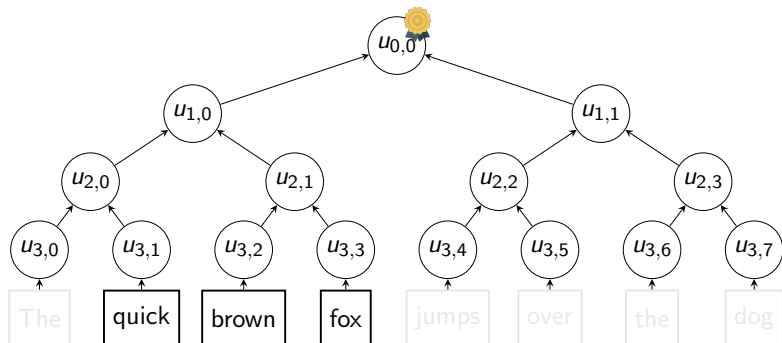 u0,0
u1,0 u1,1
u2,0 u2,1 u2,2 u2,3
u3,0 u3,1 u3,2 u3,3 u3,4 u3,5 u3,6 u3,7
The quick brown fox jumps over the dog